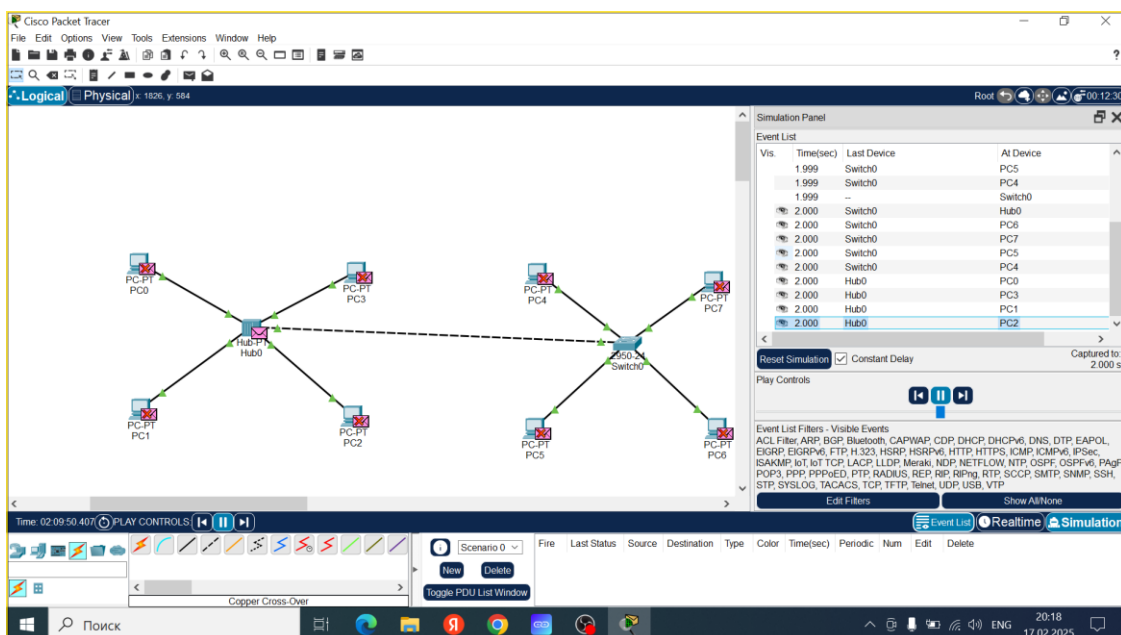 Cisco Packet Tracer
File Edit Options View Tools Extensions Window Help
?
Logical Physical x: 1826, y: 584 Root 00:12:30
Simulation Panel
Event List
Vis. Time(sec) Last Device At Device
1.999 Switch0 PC5
1.999 Switch0 PC4
1.999 -- Switch0
2.000 Switch0 Hub0
2.000 Switch0 PC6
2.000 Switch0 PC7
2.000 Switch0 PC5
2.000 Switch0 PC4
2.000 Hub0 PC0
2.000 Hub0 PC3
2.000 Hub0 PC1
2.000 Hub0 PC2
Reset Simulation Constant Delay Captured to:
2.000 s
Play Controls
Event List Filters - Visible Events
ACL Filter, ARP, BGP, Bluetooth, CAPWAP, CDP, DHCP, DHCPv6, DNS, DTP, EAPOL,
EIGRP, EIGRPv6, FTP, H.323, HSRP, HSRPv6, HTTP, HTTPS, ICMP, ICMPv6, IPSec,
ISAKMP, IoT, IoT TCP, LACP, LLDP, Meraki, NDP, NETFLOW, NTP, OSPF, OSPFv6, PAgP
POP3, PPP, PPPoED, PTP, RADIUS, REP, RIP, RIPng, RTP, SCCP, SMTP, SNMP, SSH,
STP, SYSLOG, TACACS, TCP, TFTP, Telnet, UDP, USB, VTP
Edit Filters Show All/None
PC-PT
PC0
PC-PT
PC3
PC-PT
PC4
PC-PT
PC7
Hub-PT
Hub0
2950-24
Switch0
PC-PT
PC1
PC-PT
PC2
PC-PT
PC5
PC-PT
PC6
Time: 02:09:50.407 PLAY CONTROLS: Event List Realtime Simulation
Scenario 0 Fire Last Status Source Destination Type Color Time(sec) Periodic Num Edit Delete
New Delete
Toggle PDU List Window
Copper Cross-Over
Поиск
Я
ENG
20:18
17.02.2025